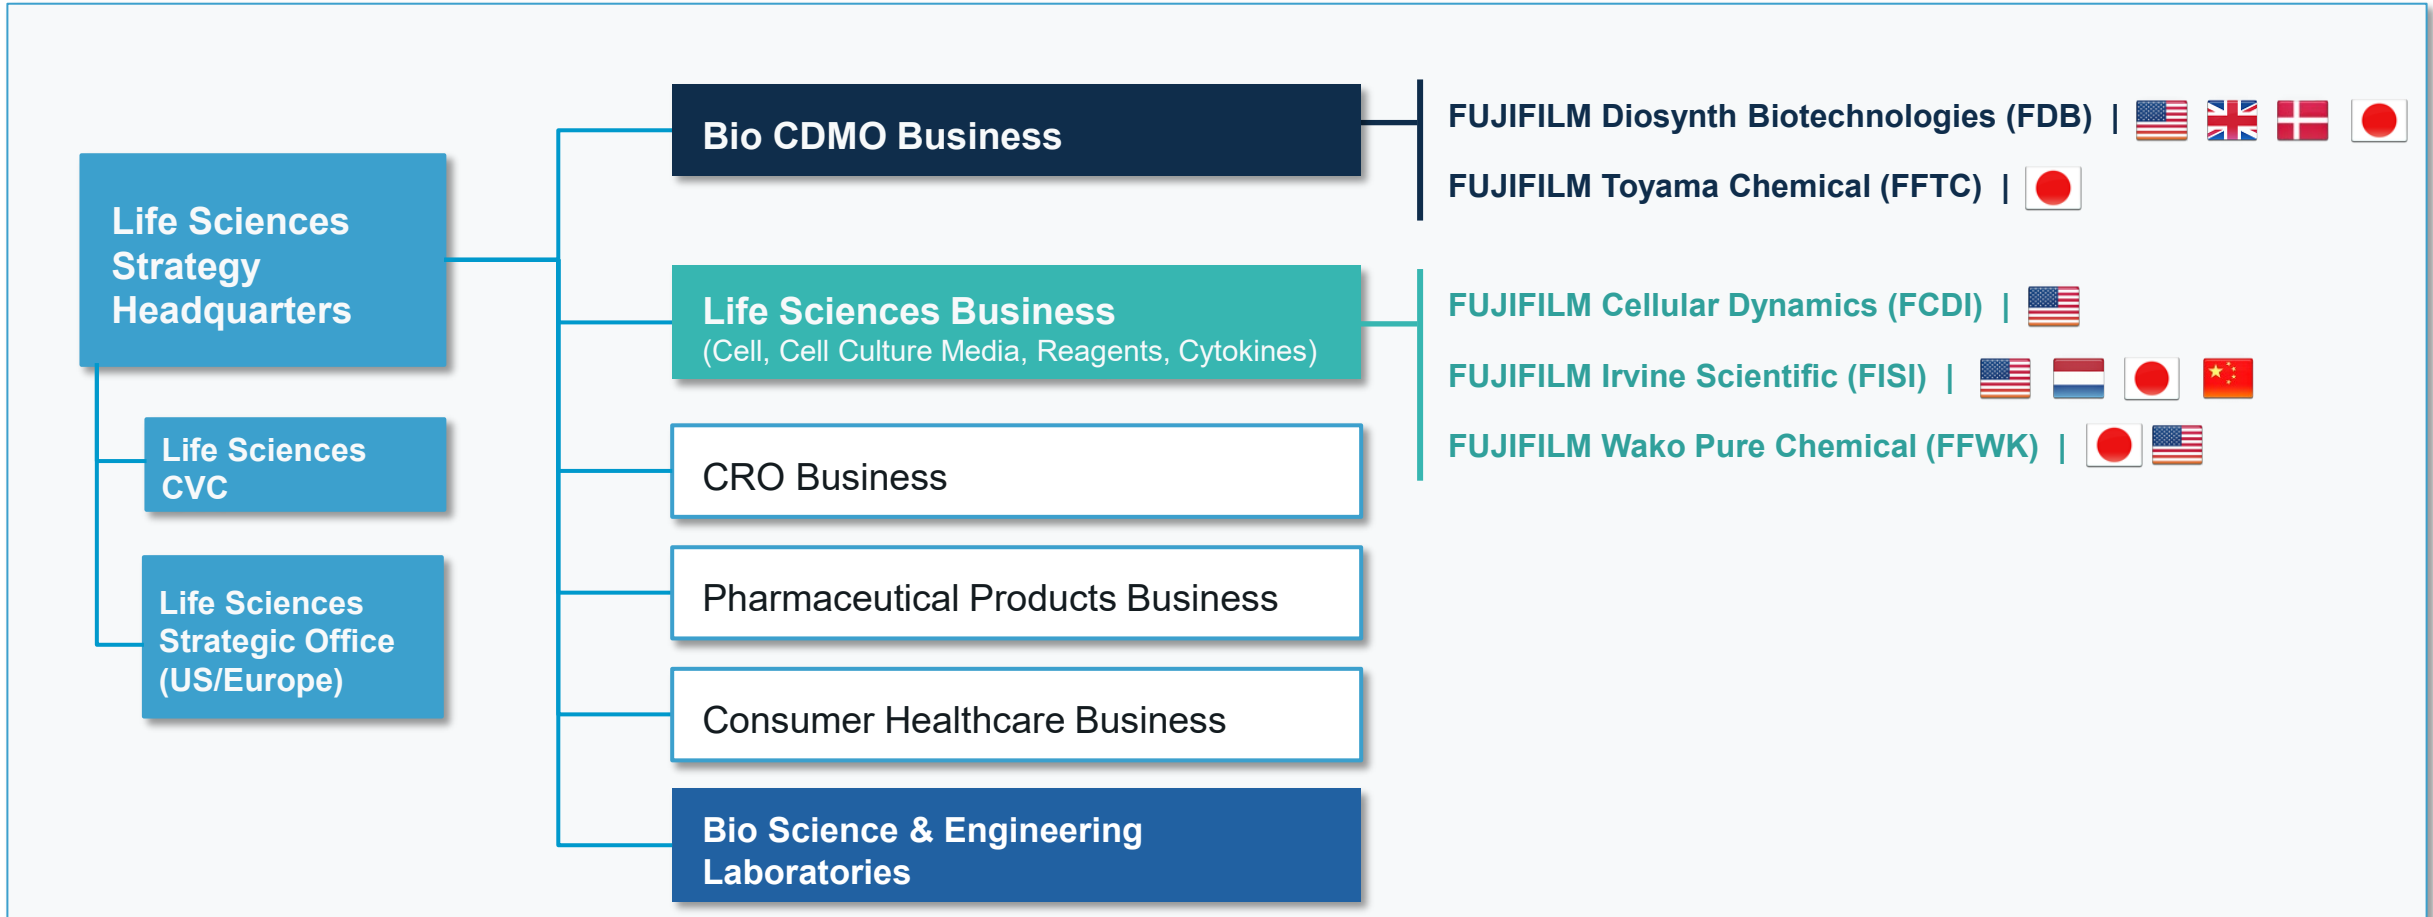 Life Sciences
Strategy
Headquarters
Life Sciences
CVC
Life Sciences
Strategic Office
(US/Europe)
Bio CDMO Business
Life Sciences Business
(Cell, Cell Culture Media, Reagents, Cytokines)
CRO Business
Pharmaceutical Products Business
Consumer Healthcare Business
Bio Science & Engineering
Laboratories
FUJIFILM Diosynth Biotechnologies (FDB) |
FUJIFILM Toyama Chemical (FFTC) |
FUJIFILM Cellular Dynamics (FCDI) |
FUJIFILM Irvine Scientific (FISI) |
FUJIFILM Wako Pure Chemical (FFWK) |